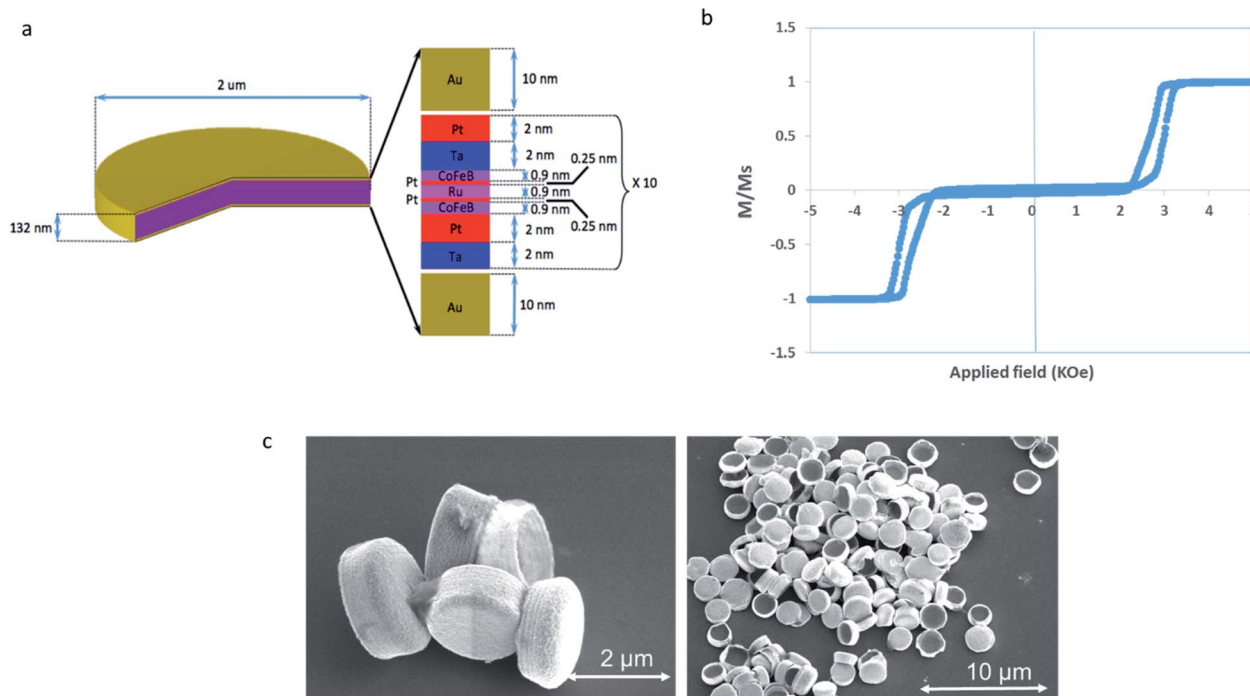 a
2 um
132 nm
Au
10 nm
Pt
2 nm
Ta
2 nm
CoFeB
0.9 nm
0.25 nm
Pt
Ru
0.9 nm
X 10
Pt
CoFeB
0.9 nm
0.25 nm
Pt
2 nm
Ta
2 nm
Au
10 nm
b
1.5
1
0.5
0
-0.5
-1
-1.5
-5 -4 -3 -2 -1 0 1 2 3 4
M/Ms
Applied field (KOe)
c
2 μm
10 μm